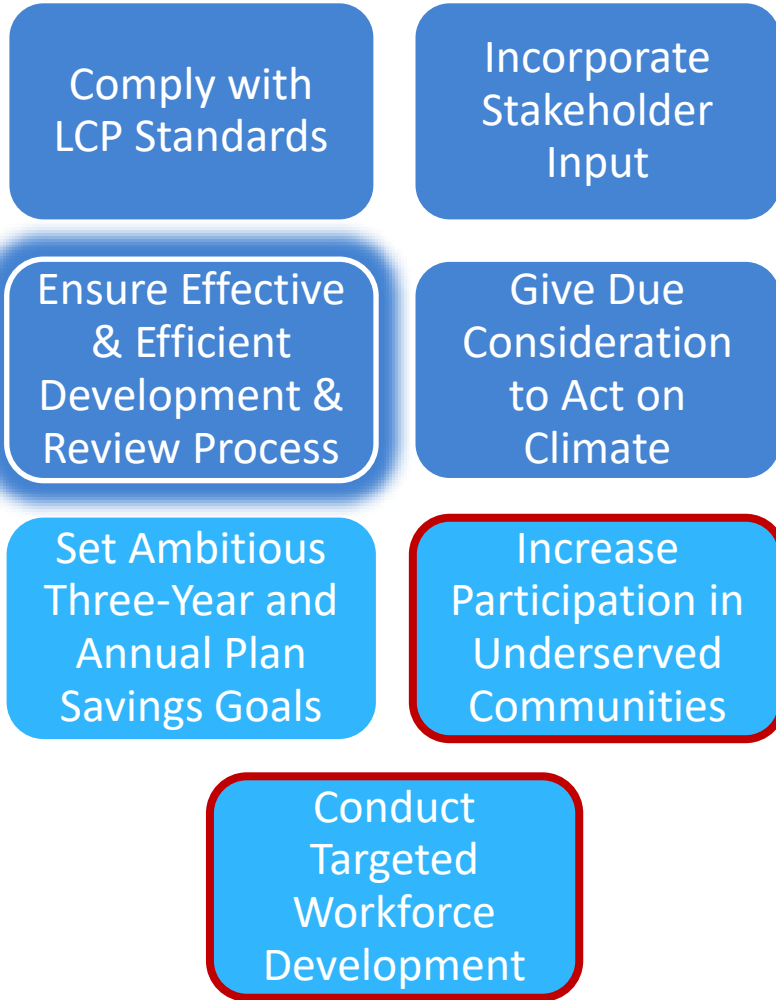 Comply with
LCP Standards
Incorporate
Stakeholder
Input
Ensure Effective
& Efficient
Development &
Review Process
Give Due
Consideration
to Act on
Climate
Set Ambitious
Three-Year and
Annual Plan
Savings Goals
Increase
Participation in
Underserved
Communities
Conduct
Targeted
Workforce
Development